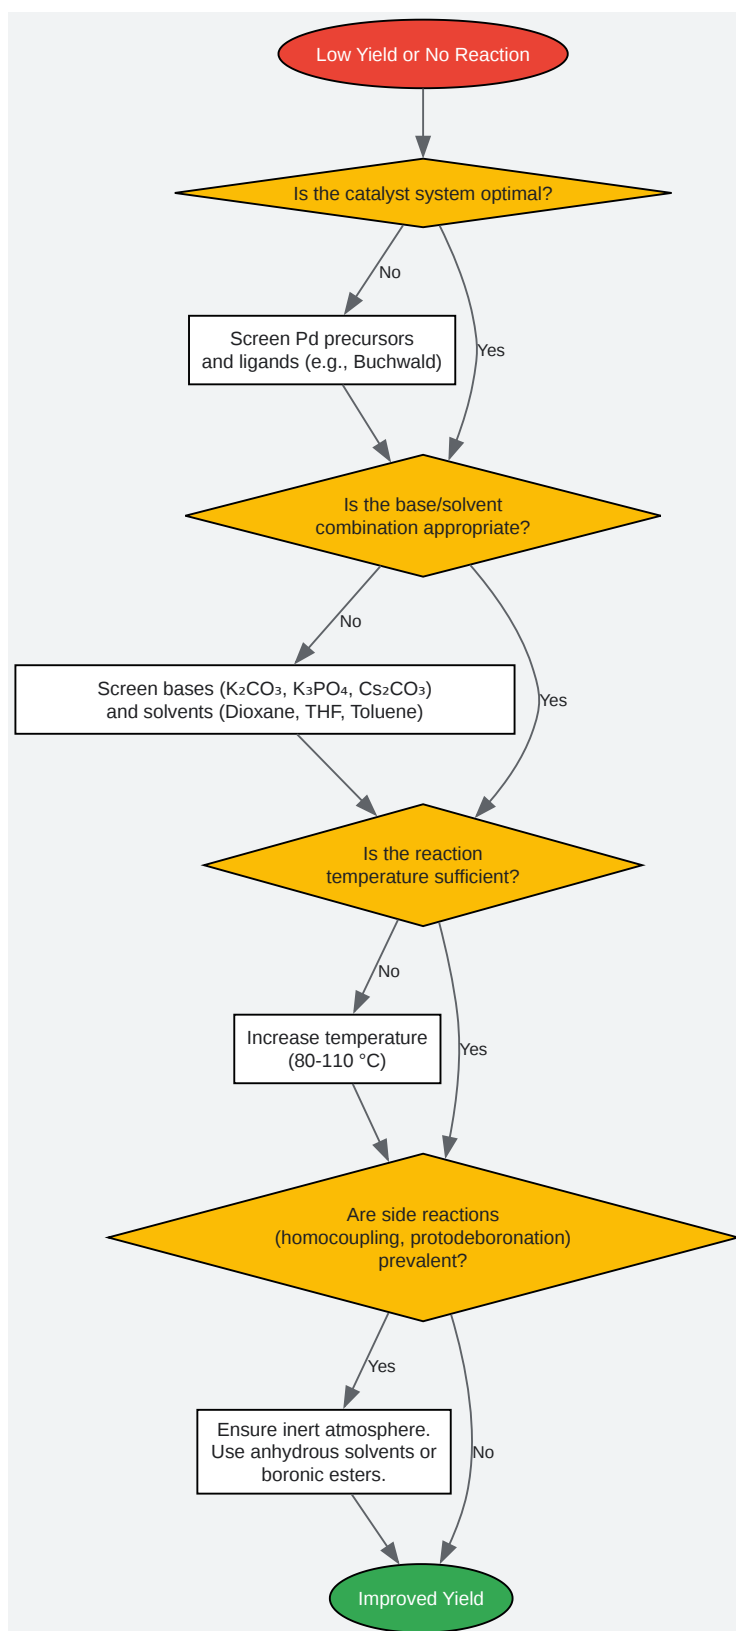 Low Yield or No Reaction
Is the catalyst system optimal?
No
Screen Pd precursors
and ligands (e.g., Buchwald)
Yes
Is the base/solvent
combination appropriate?
No
Screen bases (K₂CO₃, K₃PO₄, Cs₂CO₃)
and solvents (Dioxane, THF, Toluene)
Yes
Is the reaction
temperature sufficient?
No
Increase temperature
(80-110 °C)
Yes
Are side reactions
(homocoupling, protodeboronation)
prevalent?
Yes
Ensure inert atmosphere.
Use anhydrous solvents or
boronic esters.
No
Improved Yield